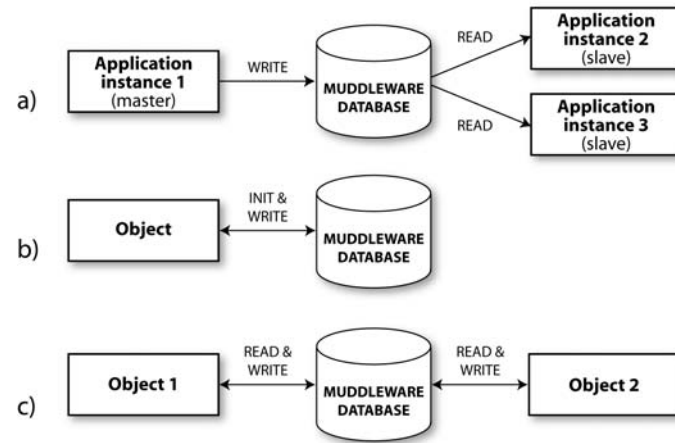 a)
Application
instance 1
(master)
WRITE
MUDDLEWARE
DATABASE
READ
READ
Application
instance 2
(slave)
Application
instance 3
(slave)
b)
Object
INIT &
WRITE
MUDDLEWARE
DATABASE
c)
Object 1
READ &
WRITE
MUDDLEWARE
DATABASE
READ &
WRITE
Object 2